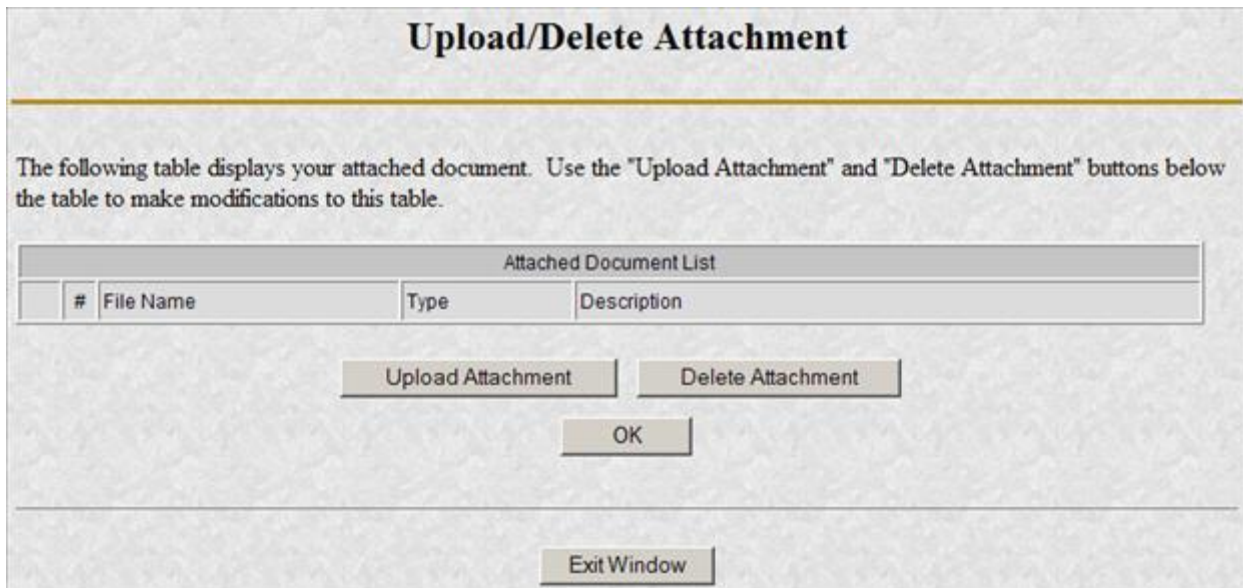 Upload/Delete Attachment
The following table displays your attached document.  Use the "Upload Attachment" and "Delete Attachment" buttons below
the table to make modifications to this table.
Attached Document List
# File Name Type Description
Upload Attachment Delete Attachment
OK
Exit Window